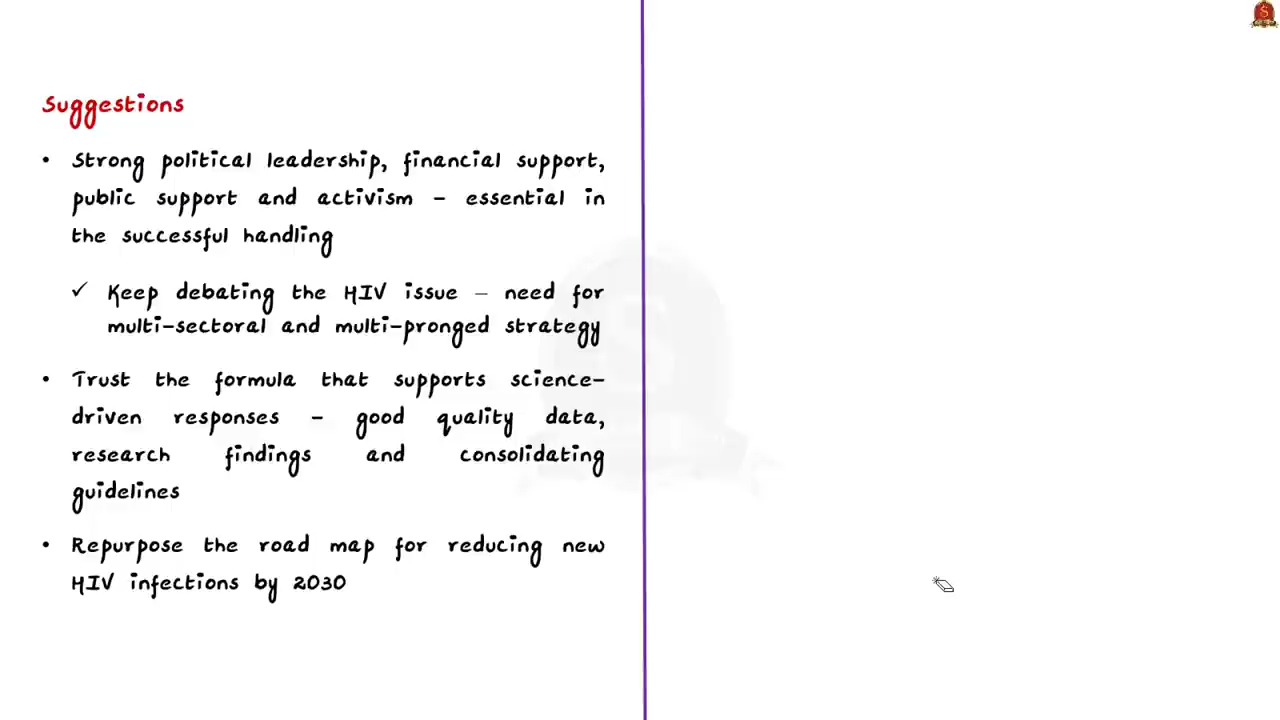 Suggestions
• Strong political leadership, financial support,
public support and activism – essential in
the successful handling
✓ Keep debating the HIV issue – need for
multi-sectoral and multi-pronged strategy
• Trust the formula that supports science-
driven responses – good quality data,
research findings and consolidating
guidelines
• Repurpose the road map for reducing new
HIV infections by 2030